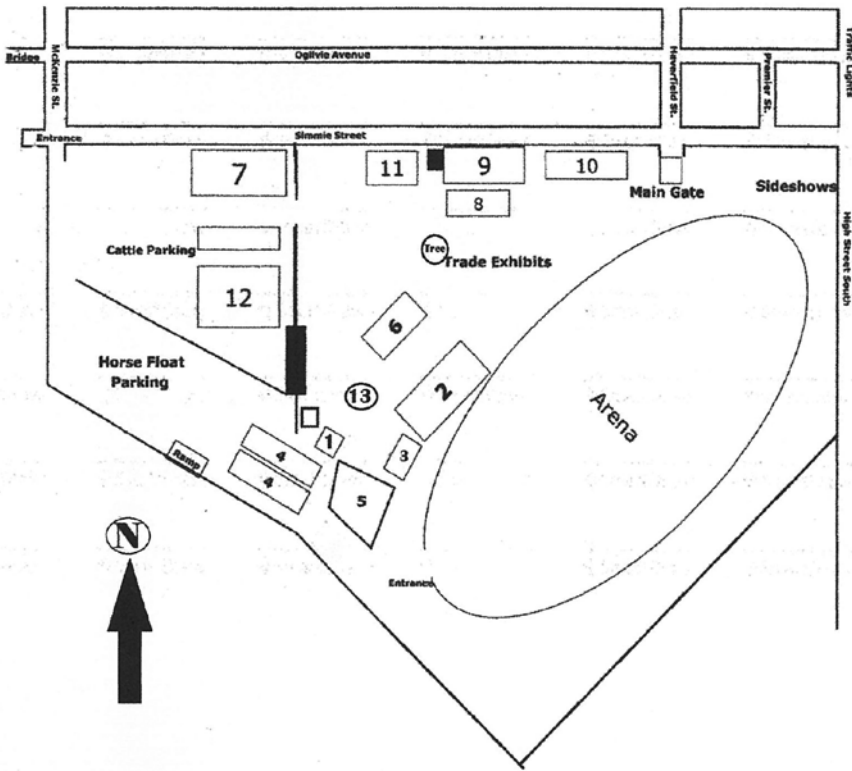 Ogilvie Avenue
Bridge
McKenzie St.
Haverfield St.
Premier St.
Traffic Lights
Entrance
Simmie Street
7
11
9
10
8
Main Gate
Sideshows
High Street South
Cattle Parking
Tree
Trade Exhibits
12
6
Horse Float
Parking
13
2
Arena
1
3
4
4
Ramp
5
N
Entrance